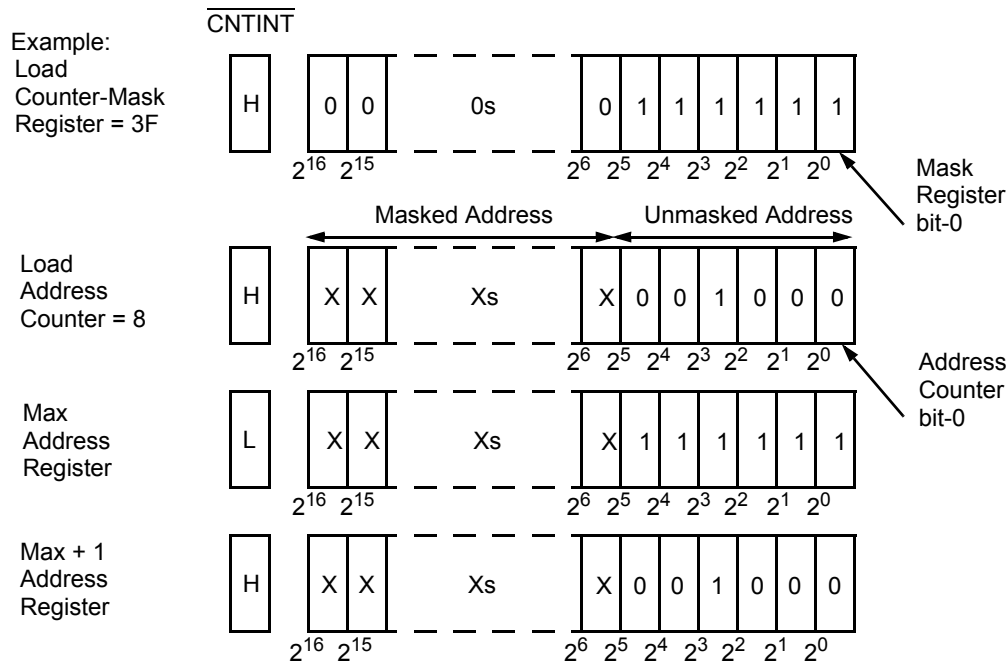 CNTINT
Example:
Load
Counter-Mask
Register = 3F
H
0 0 0s 0 1 1 1 1 1 1
2^16 2^15 2^6 2^5 2^4 2^3 2^2 2^1 2^0
Mask
Register
bit-0
Masked Address Unmasked Address
Load
Address
Counter = 8
H
X X Xs X 0 0 1 0 0 0
2^16 2^15 2^6 2^5 2^4 2^3 2^2 2^1 2^0
Address
Counter
bit-0
Max
Address
Register
L
X X Xs X 1 1 1 1 1 1
2^16 2^15 2^6 2^5 2^4 2^3 2^2 2^1 2^0
Max + 1
Address
Register
H
X X Xs X 0 0 1 0 0 0
2^16 2^15 2^6 2^5 2^4 2^3 2^2 2^1 2^0